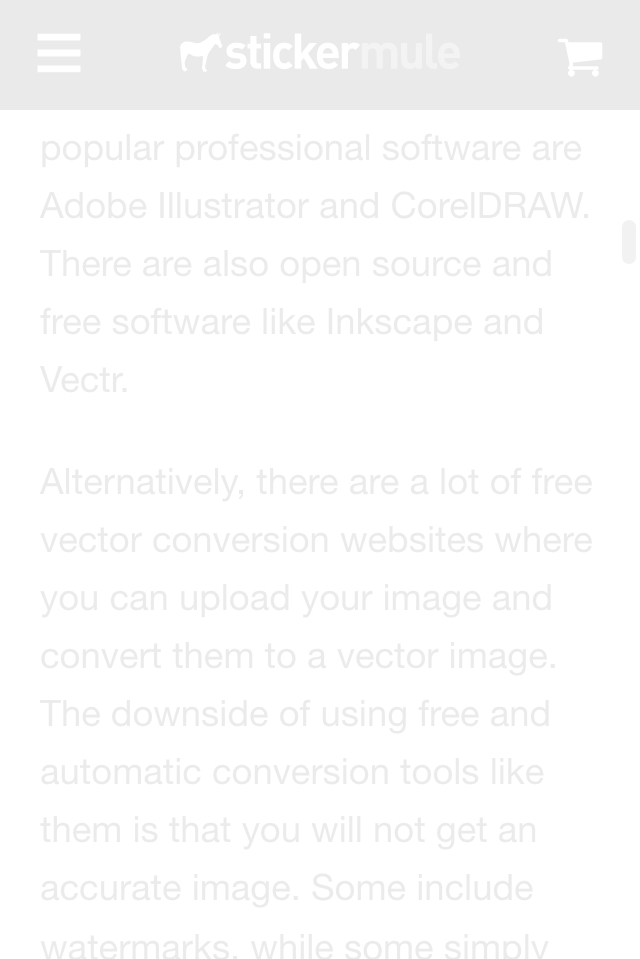 stickermule
popular professional software are
Adobe Illustrator and CorelDRAW.
There are also open source and
free software like Inkscape and
Vectr.
Alternatively, there are a lot of free
vector conversion websites where
you can upload your image and
convert them to a vector image.
The downside of using free and
automatic conversion tools like
them is that you will not get an
accurate image. Some include
watermarks, while some simply